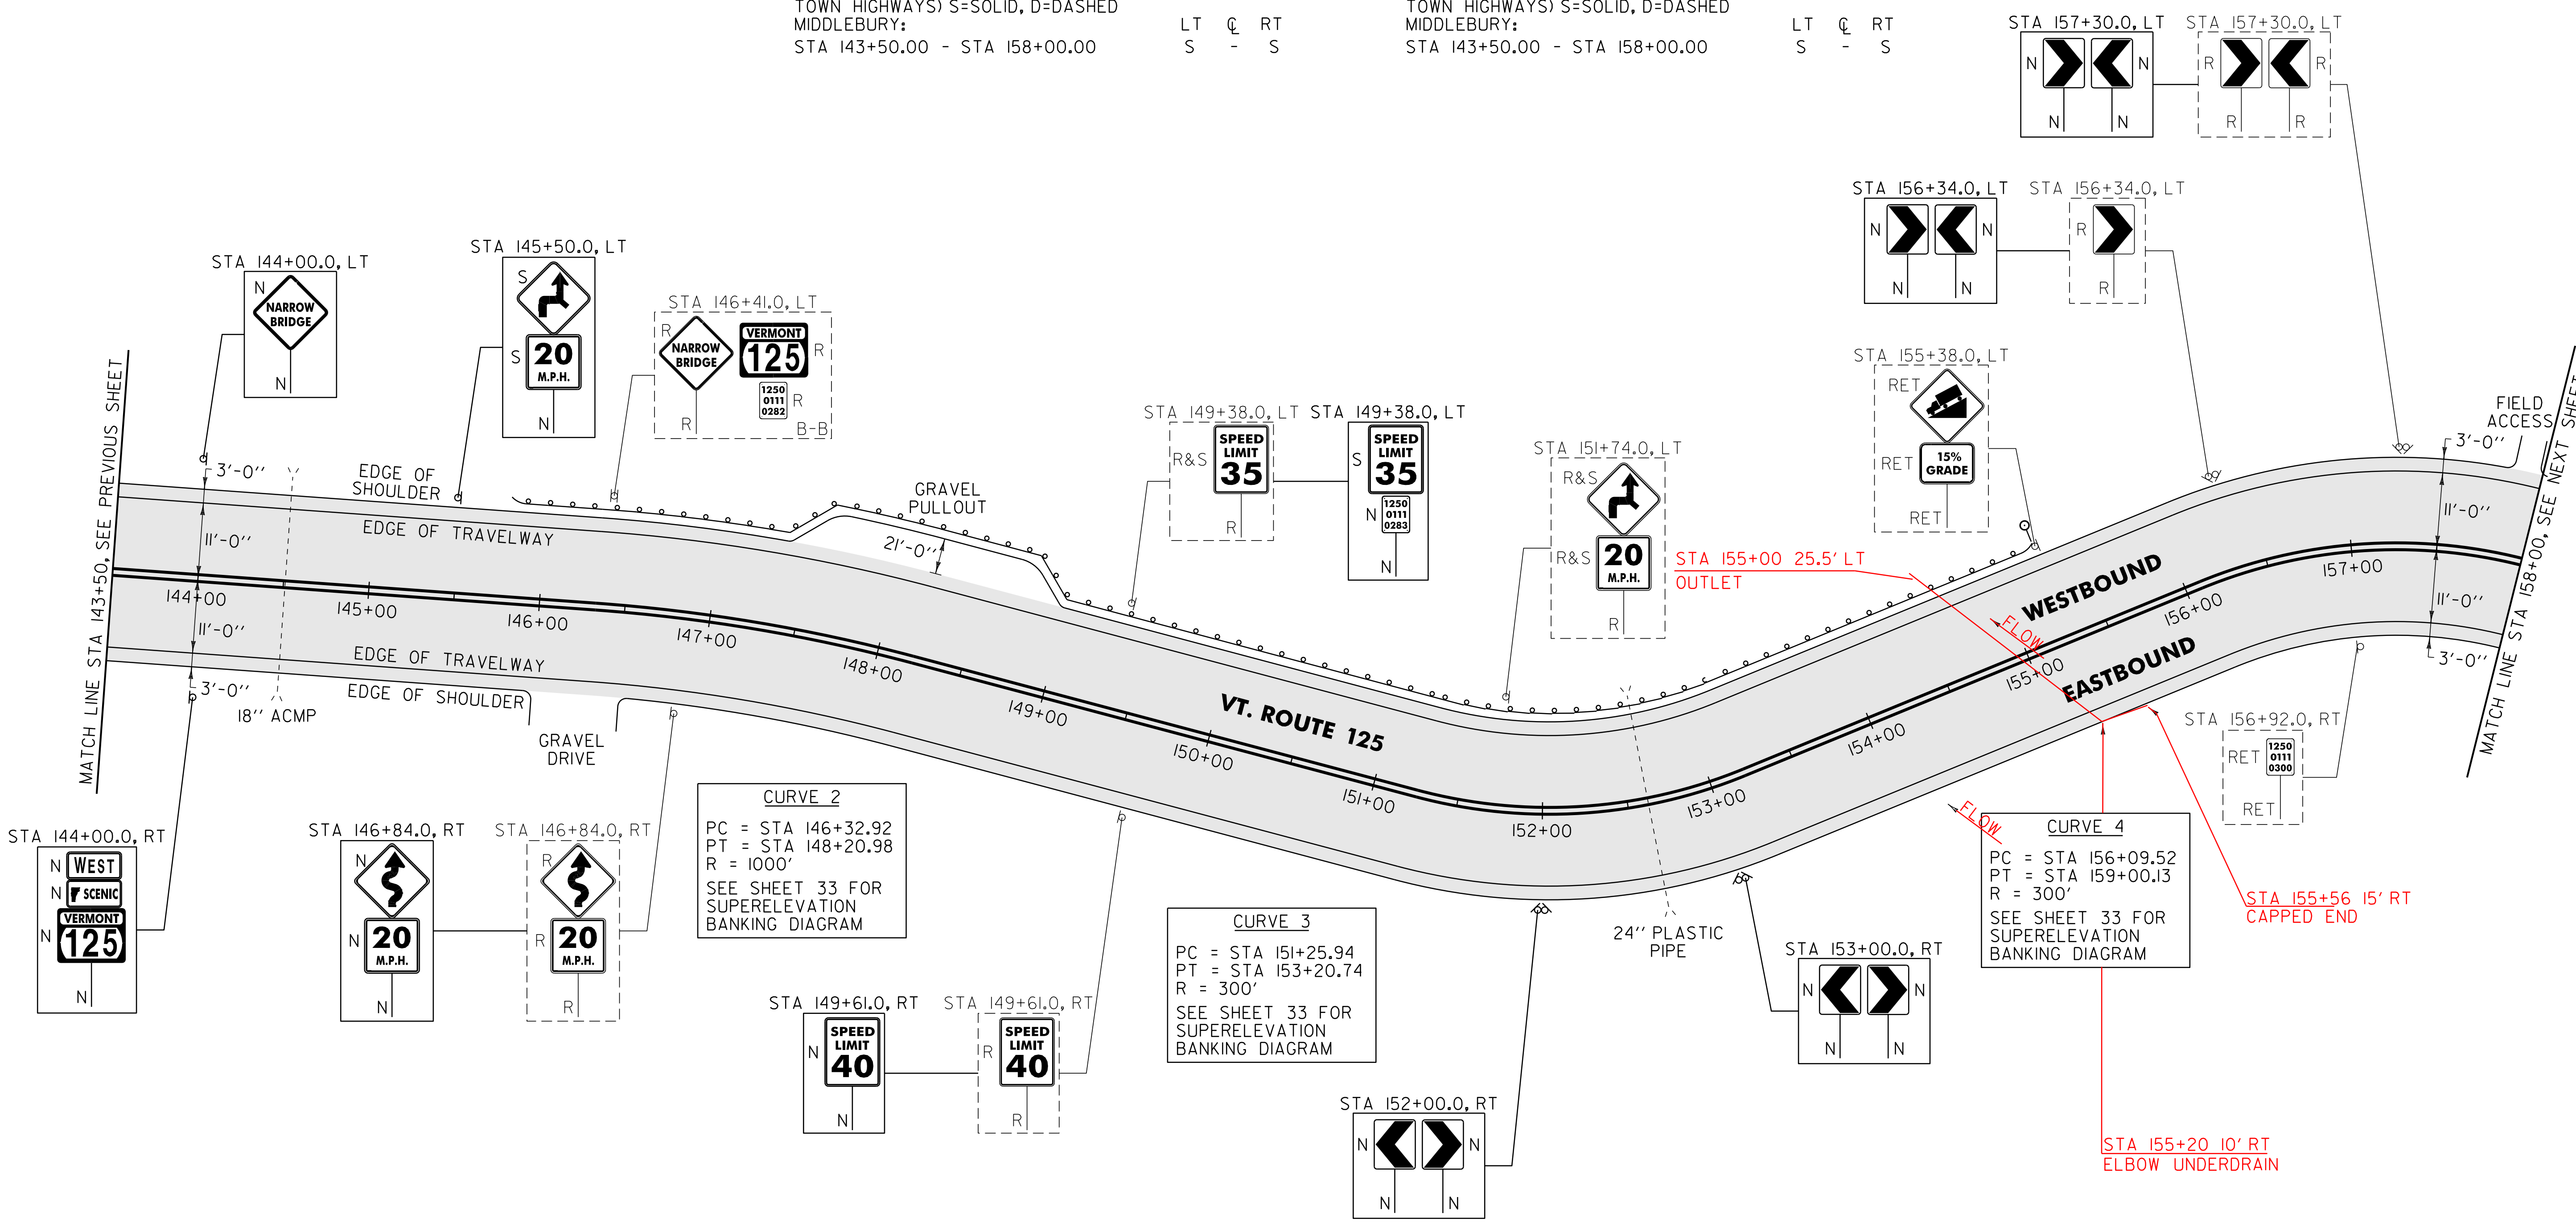 TOWN HIGHWAYS) S=SOLID, D=DASHED
MIDDLEBURY:
LT ℄ RT
STA 143+50.00 - STA 158+00.00
S - S
TOWN HIGHWAYS) S=SOLID, D=DASHED
MIDDLEBURY:
LT ℄ RT
STA 143+50.00 - STA 158+00.00
S - S
STA 157+30.0, LT
N
N
N
N
STA 157+30.0, LT
R
R
R
R
STA 156+34.0, LT
N
N
N
N
STA 156+34.0, LT
R
R
STA 144+00.0, LT
N
NARROW
BRIDGE
N
STA 145+50.0, LT
S
S
20
M.P.H.
N
STA 146+41.0, LT
R
NARROW
BRIDGE
R
VERMONT
125
R
1250
0111
0282
R
B-B
STA 149+38.0, LT
R&S
SPEED
LIMIT
35
R
STA 149+38.0, LT
S
SPEED
LIMIT
35
N
1250
0111
0283
N
STA 151+74.0, LT
R&S
R&S
20
M.P.H.
R
STA 155+38.0, LT
RET
RET
15%
GRADE
RET
STA 155+00 25.5' LT
OUTLET
FIELD
ACCESS
MATCH LINE STA 143+50, SEE PREVIOUS SHEET
3'-0''
11'-0''
11'-0''
3'-0''
EDGE OF
SHOULDER
EDGE OF TRAVELWAY
GRAVEL
PULLOUT
21'-0''
144+00
145+00
146+00
147+00
148+00
149+00
150+00
151+00
152+00
153+00
154+00
155+00
156+00
157+00
VT. ROUTE 125
WESTBOUND
EASTBOUND
FLOW
FLOW
EDGE OF TRAVELWAY
EDGE OF SHOULDER
18'' ACMP
GRAVEL
DRIVE
24'' PLASTIC
PIPE
3'-0''
11'-0''
11'-0''
3'-0''
MATCH LINE STA 158+00, SEE NEXT SHEET
STA 156+92.0, RT
RET
1250
0111
0300
RET
STA 144+00.0, RT
N
WEST
N
SCENIC
N
VERMONT
125
N
STA 146+84.0, RT
N
N
20
M.P.H.
N
STA 146+84.0, RT
R
R
20
M.P.H.
R
CURVE 2
PC = STA 146+32.92
PT = STA 148+20.98
R = 1000'
SEE SHEET 33 FOR
SUPERELEVATION
BANKING DIAGRAM
STA 149+61.0, RT
N
SPEED
LIMIT
40
N
STA 149+61.0, RT
R
SPEED
LIMIT
40
R
CURVE 3
PC = STA 151+25.94
PT = STA 153+20.74
R = 300'
SEE SHEET 33 FOR
SUPERELEVATION
BANKING DIAGRAM
STA 152+00.0, RT
N
N
N
N
STA 153+00.0, RT
N
N
N
N
CURVE 4
PC = STA 156+09.52
PT = STA 159+00.13
R = 300'
SEE SHEET 33 FOR
SUPERELEVATION
BANKING DIAGRAM
STA 155+56 15' RT
CAPPED END
STA 155+20 10' RT
ELBOW UNDERDRAIN